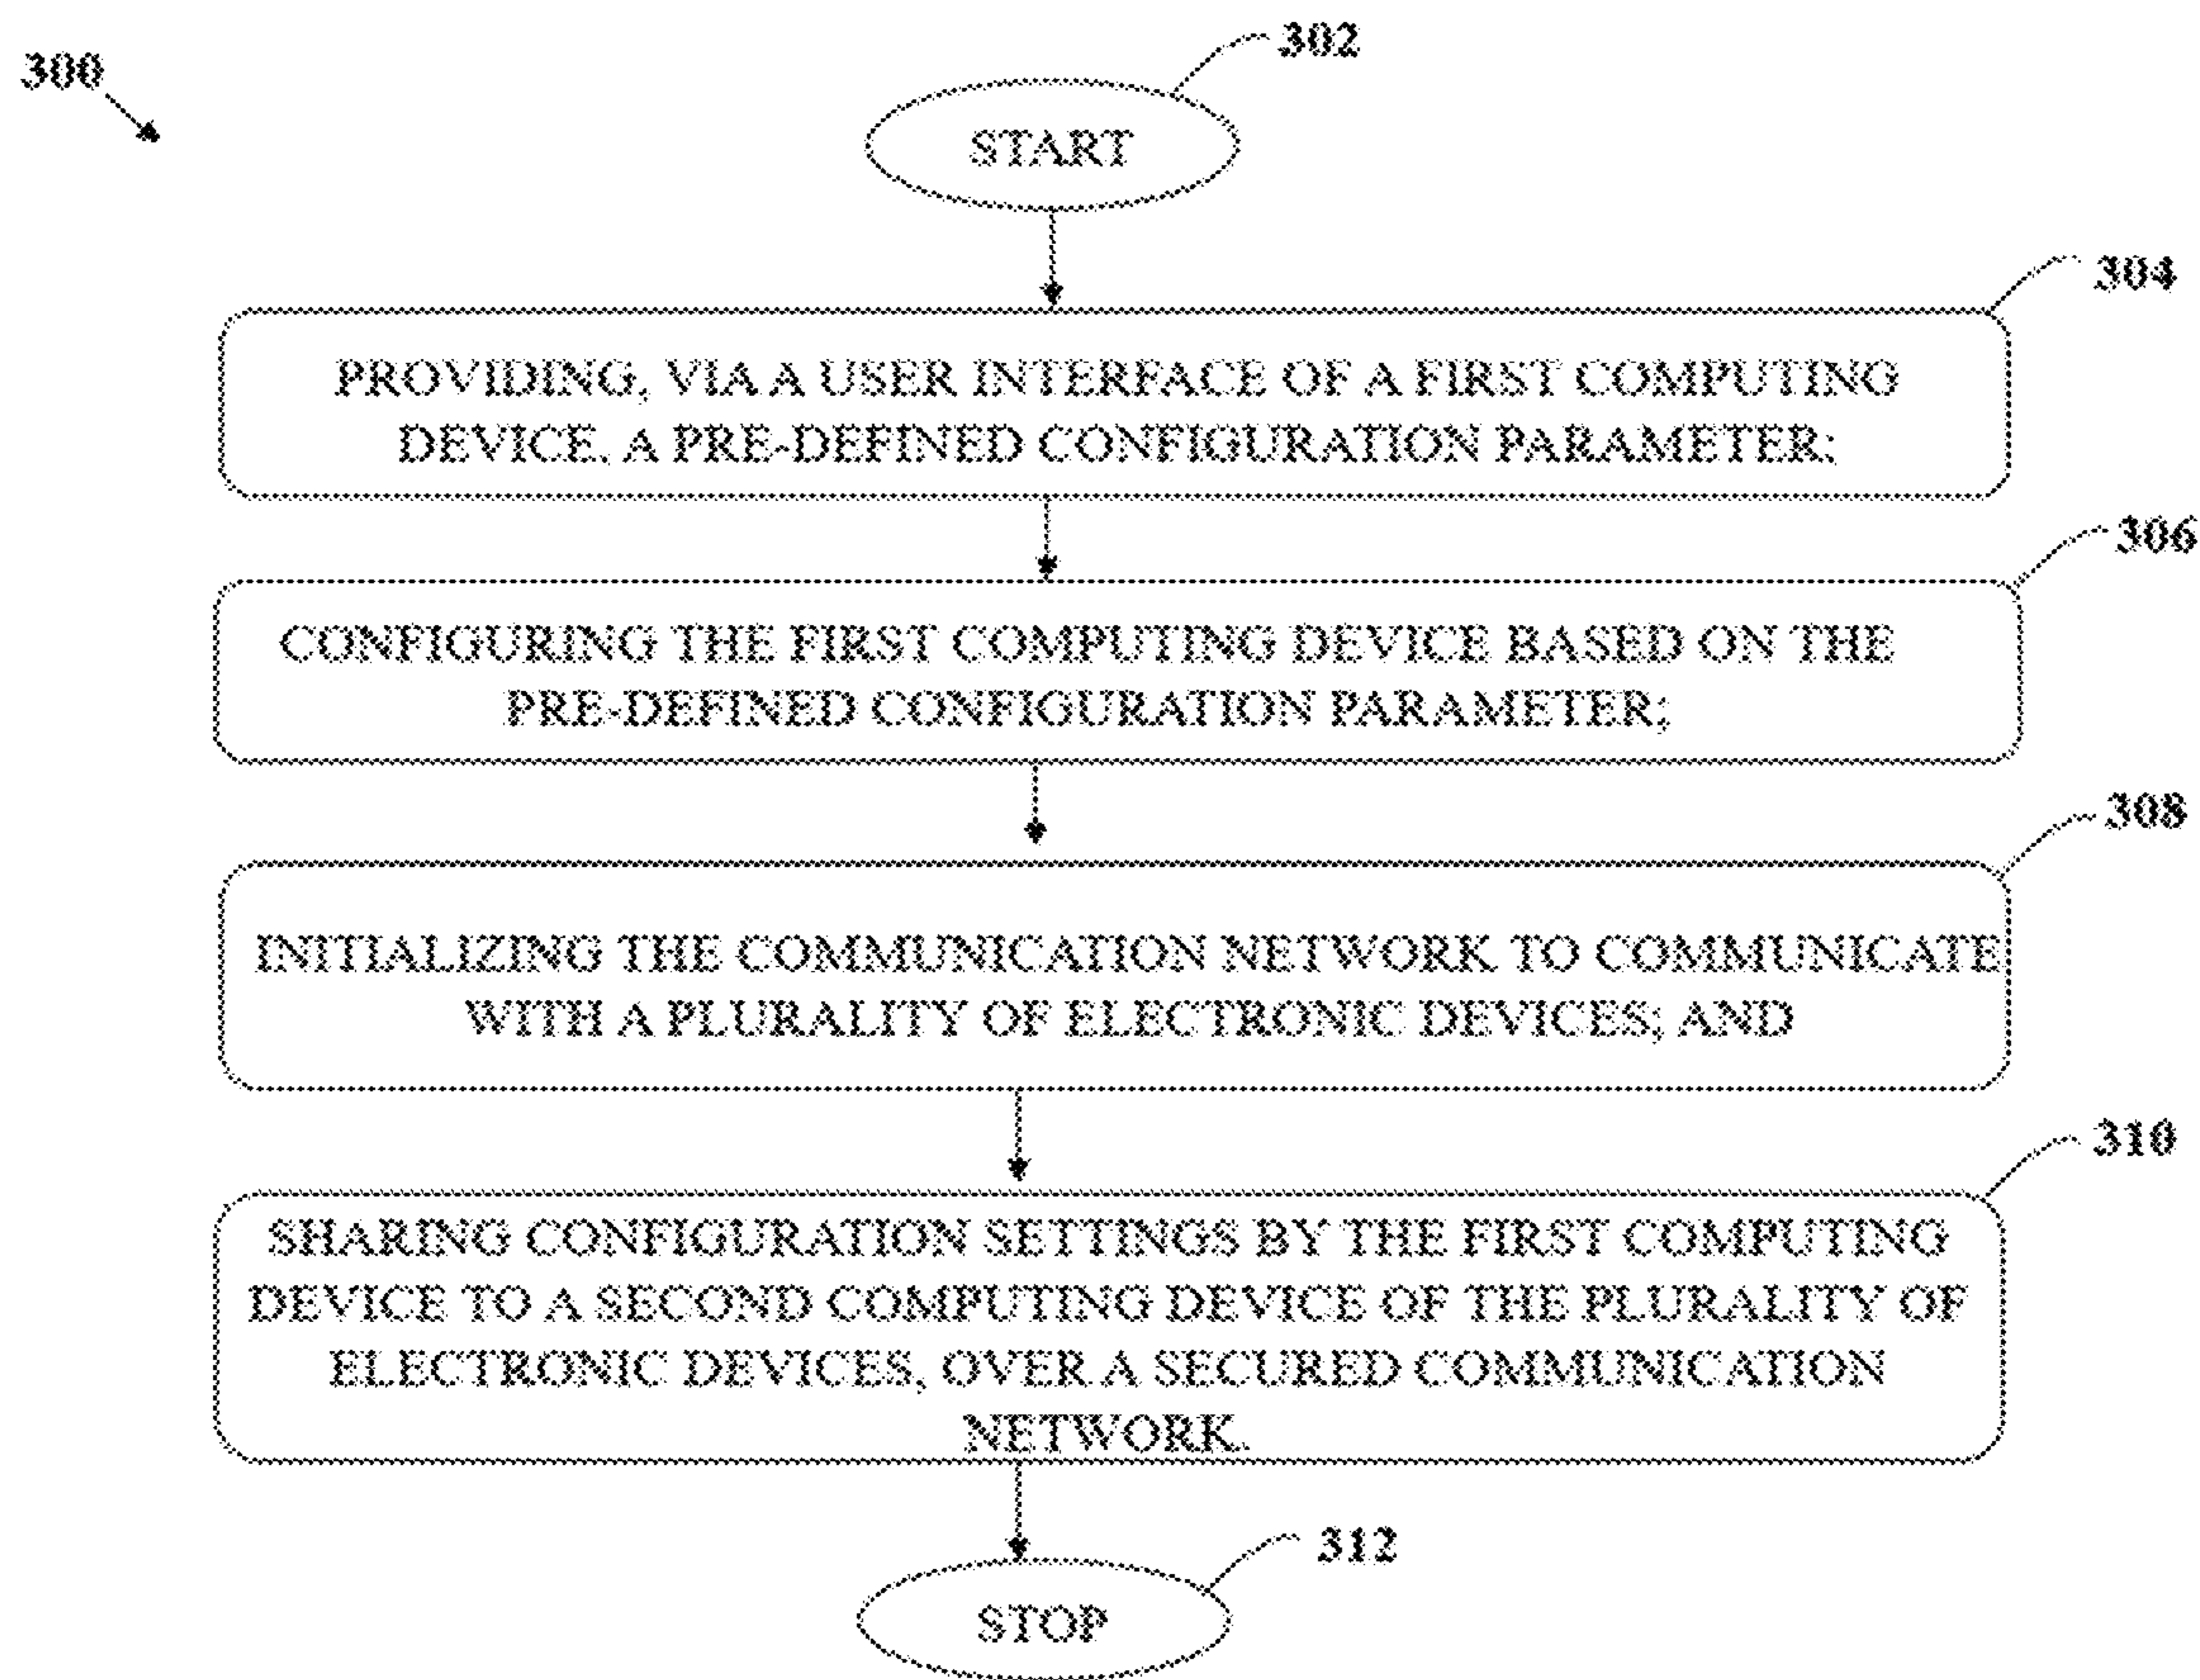 300
302
START
304
PROVIDING, VIA A USER INTERFACE OF A FIRST COMPUTING
DEVICE, A PRE-DEFINED CONFIGURATION PARAMETER;
306
CONFIGURING THE FIRST COMPUTING DEVICE BASED ON THE
PRE-DEFINED CONFIGURATION PARAMETER;
308
INITIALIZING THE COMMUNICATION NETWORK TO COMMUNICATE
WITH A PLURALITY OF ELECTRONIC DEVICES; AND
310
SHARING CONFIGURATION SETTINGS BY THE FIRST COMPUTING
DEVICE TO A SECOND COMPUTING DEVICE OF THE PLURALITY OF
ELECTRONIC DEVICES, OVER A SECURED COMMUNICATION
NETWORK.
312
STOP